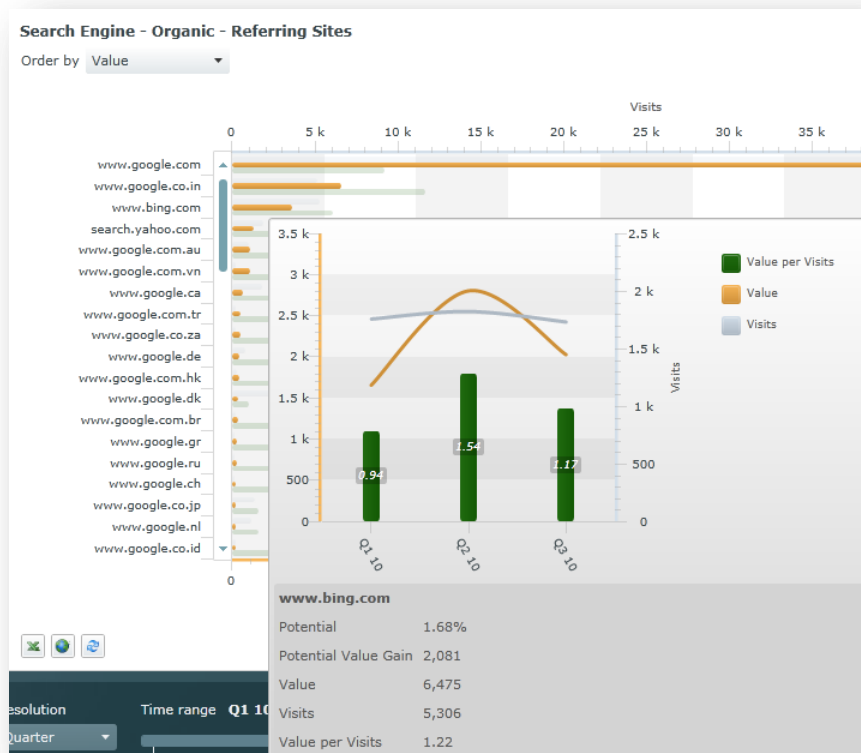 Search Engine - Organic - Referring Sites
Order by Value
Visits
0 5 k 10 k 15 k 20 k 25 k 30 k 35 k
www.google.com
www.google.co.in
www.bing.com
search.yahoo.com
www.google.com.au
www.google.com.vn
www.google.ca
www.google.com.tr
www.google.co.za
www.google.de
www.google.com.hk
www.google.dk
www.google.com.br
www.google.gr
www.google.ru
www.google.ch
www.google.co.jp
www.google.nl
www.google.co.id
0
3.5 k
3 k
2.5 k
2 k
1.5 k
1 k
500
0
0.94
1.54
1.17
Q1 10
Q2 10
Q3 10
2.5 k
2 k
1.5 k
1 k
500
0
Visits
Value per Visits
Value
Visits
www.bing.com
Potential 1.68%
Potential Value Gain 2,081
Value 6,475
Visits 5,306
Value per Visits 1.22
esolution
Time range Q1 10
Quarter